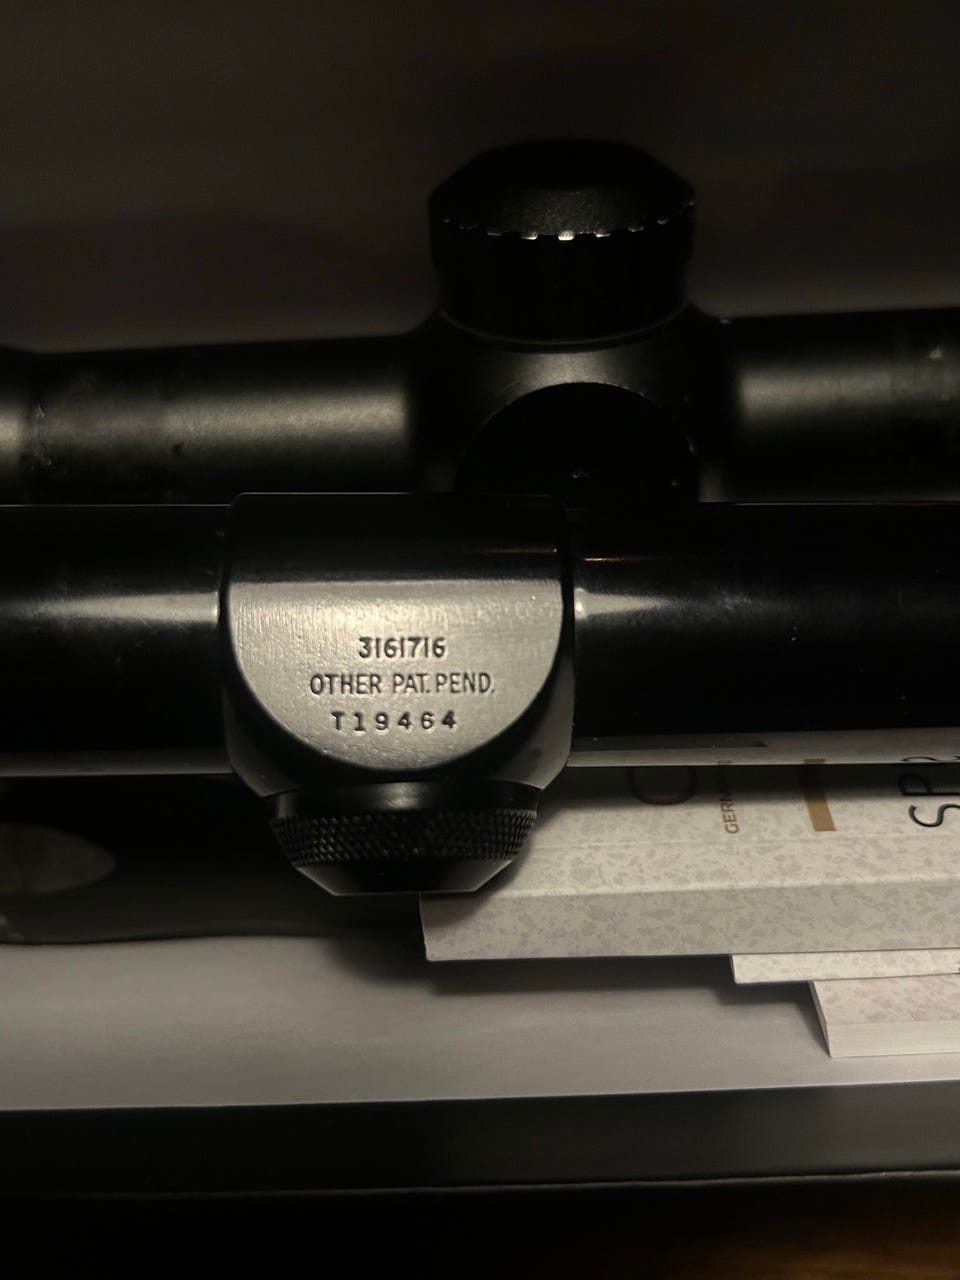 3161716
OTHER PAT. PEND.
T19464